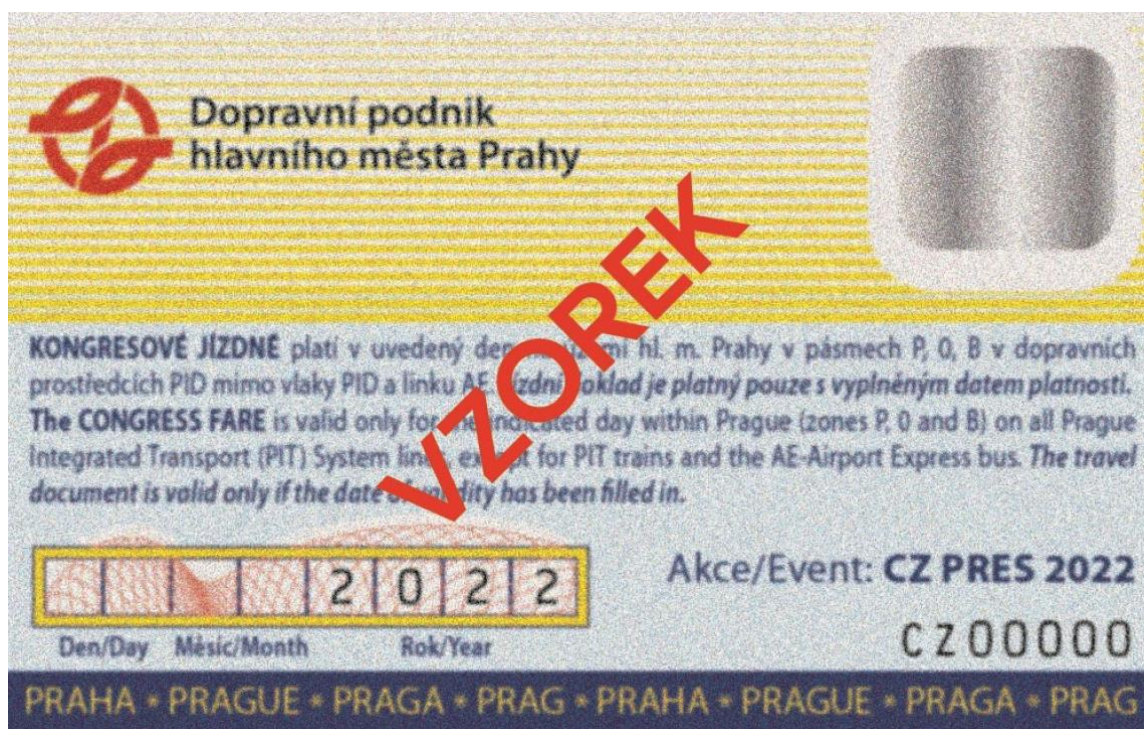 Dopravní podnik
hlavního města Prahy
VZOREK
KONGRESOVÉ JÍZDNÉ platí v uvedený den v území hl. m. Prahy v pásmech P, 0, B v dopravních
prostředcích PID mimo vlaky PID a linku AE. Jízdní doklad je platný pouze s vyplněným datem platnosti.
The CONGRESS FARE is valid only for the indicated day within Prague (zones P, 0 and B) on all Prague
Integrated Transport (PIT) System lines except for PIT trains and the AE-Airport Express bus. The travel
document is valid only if the date of validity has been filled in.
2 0 2 2
Den/Day Měsíc/Month Rok/Year
Akce/Event: CZ PRES 2022
CZ00000
PRAHA * PRAGUE * PRAGA * PRAG * PRAHA * PRAGUE * PRAGA * PRAG